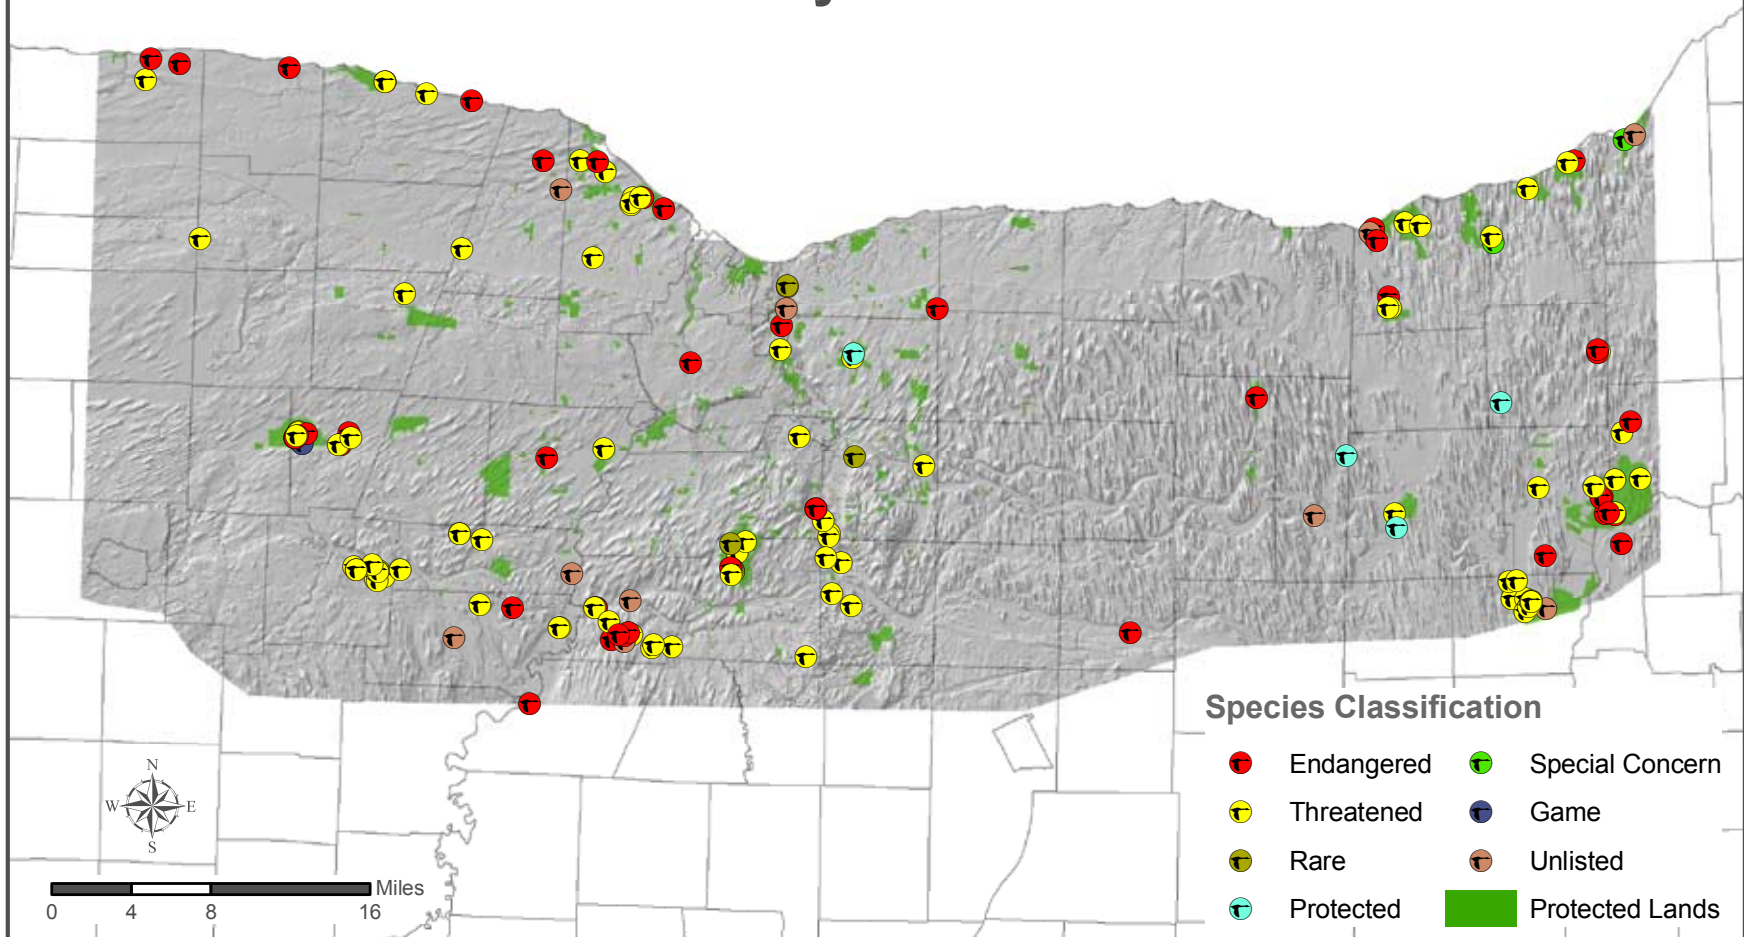 Species Classification
Endangered
Special Concern
Threatened
Game
Rare
Unlisted
Protected
Protected Lands
N
W E
S
Miles
0 4 8 16